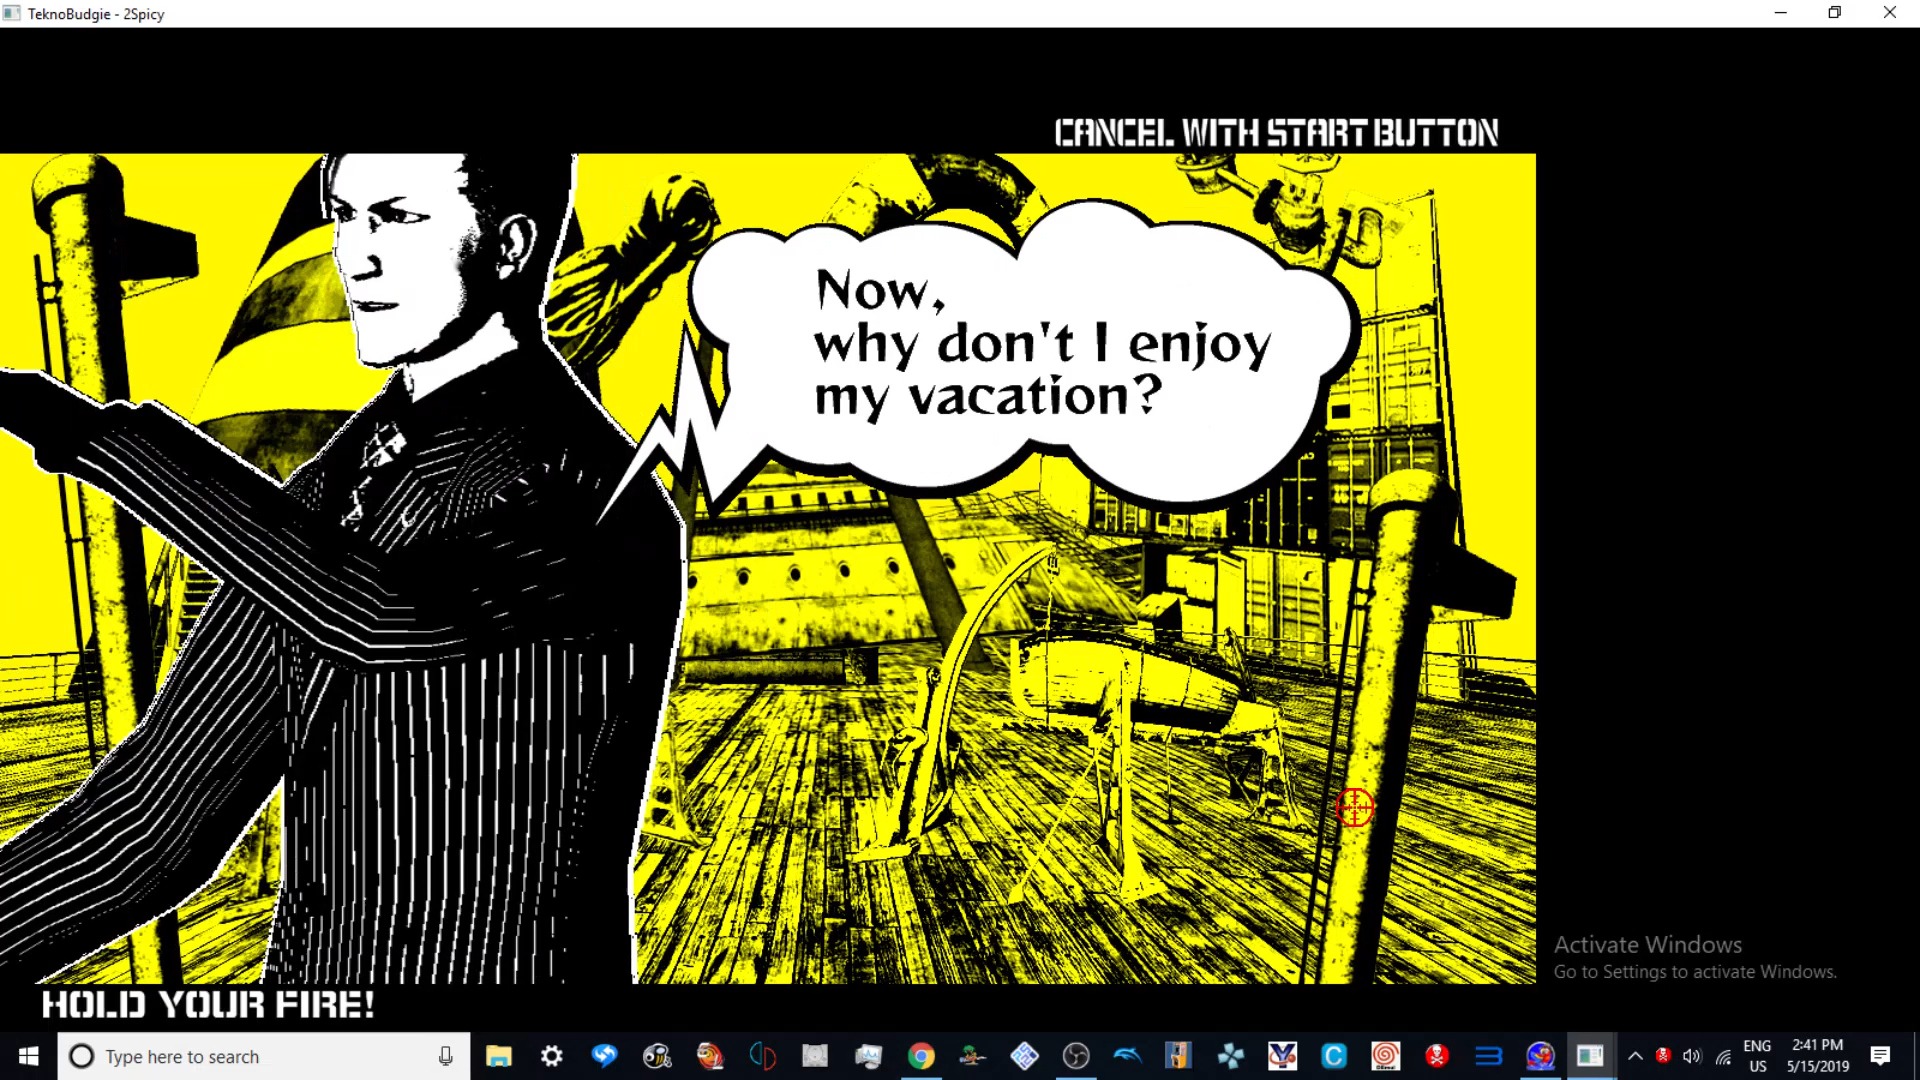 TeknoBudgie - 2Spicy
CANCEL WITH START BUTTON
Now,
why don't I enjoy
my vacation?
Activate Windows
Go to Settings to activate Windows.
HOLD YOUR FIRE!
Type here to search
ENG
US
2:41 PM
5/15/2019